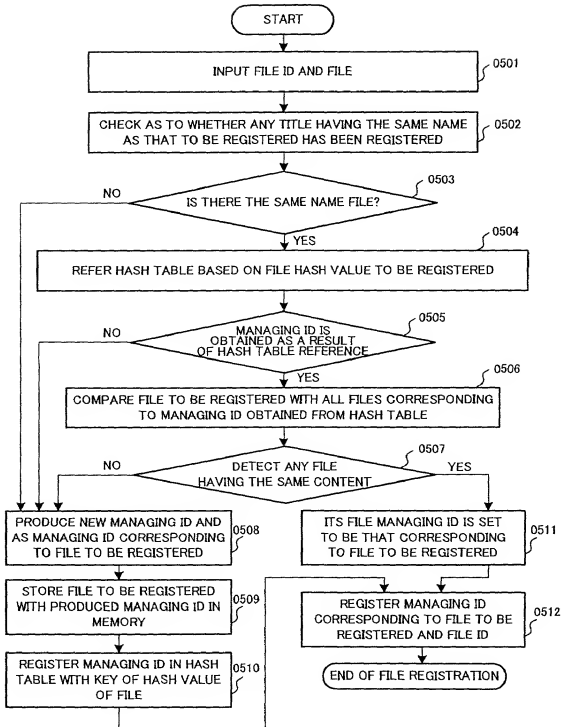 START
INPUT FILE ID AND FILE
0501
CHECK AS TO WHETHER ANY TITLE HAVING THE SAME NAME
AS THAT TO BE REGISTERED HAS BEEN REGISTERED
0502
IS THERE THE SAME NAME FILE?
0503
NO
YES
REFER HASH TABLE BASED ON FILE HASH VALUE TO BE REGISTERED
0504
MANAGING ID IS
OBTAINED AS A RESULT
OF HASH TABLE REFERENCE
0505
NO
YES
COMPARE FILE TO BE REGISTERED WITH ALL FILES CORRESPONDING
TO MANAGING ID OBTAINED FROM HASH TABLE
0506
DETECT ANY FILE
HAVING THE SAME CONTENT
0507
NO
YES
PRODUCE NEW MANAGING ID AND
AS MANAGING ID CORRESPONDING
TO FILE TO BE REGISTERED
0508
ITS FILE MANAGING ID IS SET
TO BE THAT CORRESPONDING
TO FILE TO BE REGISTERED
0511
STORE FILE TO BE REGISTERED
WITH PRODUCED MANAGING ID IN
MEMORY
0509
REGISTER MANAGING ID
CORRESPONDING TO FILE TO BE
REGISTERED AND FILE ID
0512
REGISTER MANAGING ID IN HASH
TABLE WITH KEY OF HASH VALUE
OF FILE
0510
END OF FILE REGISTRATION